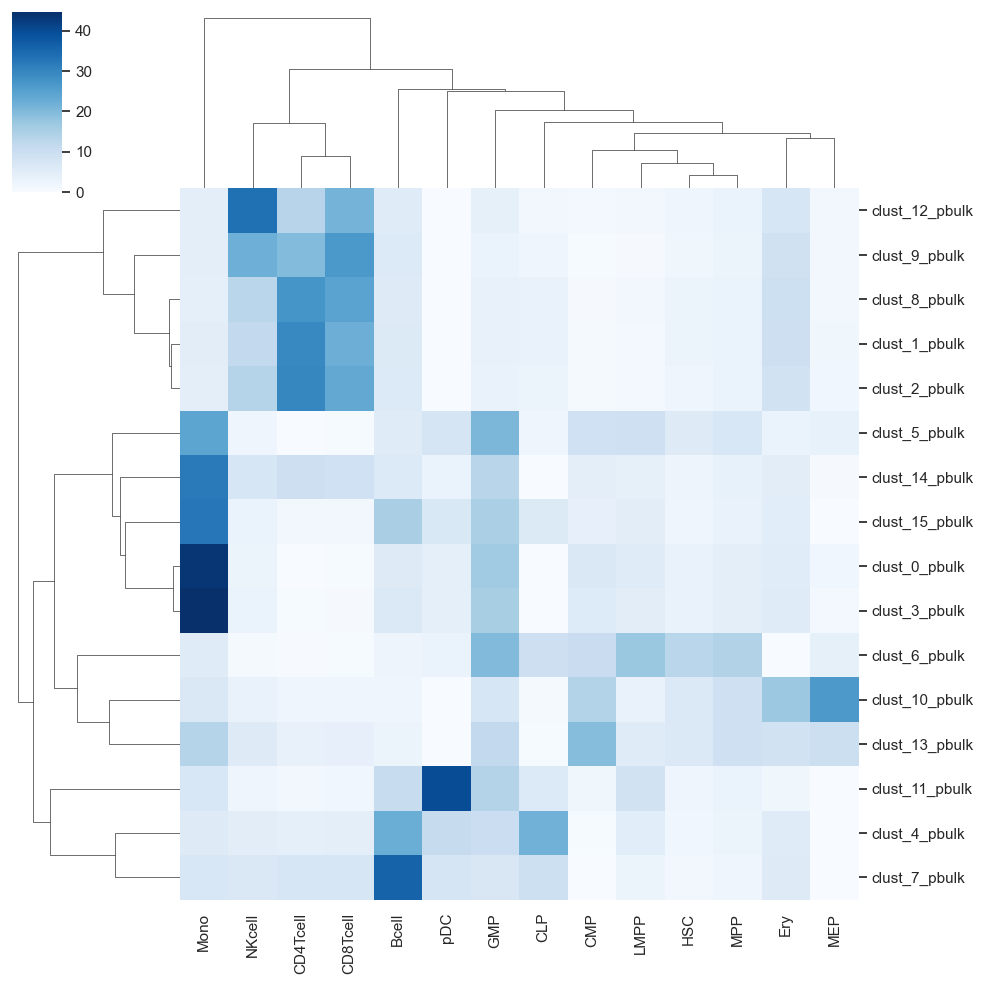 40
30
20
10
0
clust_12_pbulk
clust_9_pbulk
clust_8_pbulk
clust_1_pbulk
clust_2_pbulk
clust_5_pbulk
clust_14_pbulk
clust_15_pbulk
clust_0_pbulk
clust_3_pbulk
clust_6_pbulk
clust_10_pbulk
clust_13_pbulk
clust_11_pbulk
clust_4_pbulk
clust_7_pbulk
Mono
NKcell
CD4Tcell
CD8Tcell
Bcell
pDC
GMP
CLP
CMP
LMPP
HSC
MPP
Ery
MEP